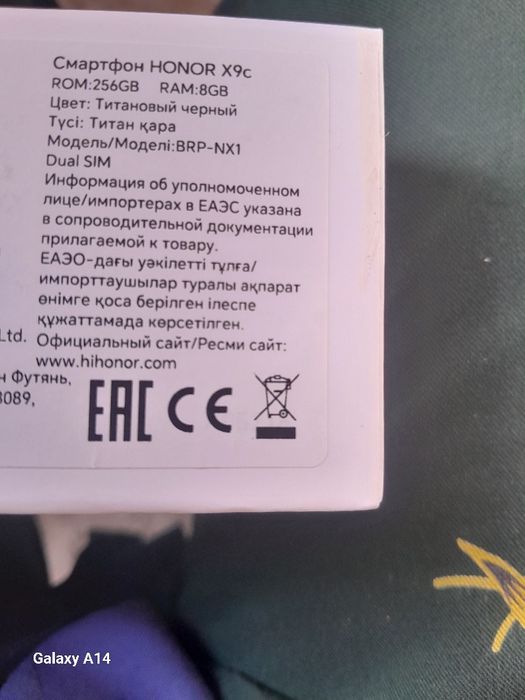 Смартфон HONOR X9c
ROM:256GB RAM:8GB
Цвет: Титановый черный
Түсі: Титан қара
Модель/Моделі:BRP-NX1
Dual SIM
Информация об уполномоченном
лице/импортерах в ЕАЭС указана
в сопроводительной документации
прилагаемой к товару.
ЕАЭО-дағы уәкілетті тұлға/
импорттаушылар туралы ақпарат
өнімге қоса берілген ілеспе
құжаттамада көрсетілген.
Ltd. Официальный сайт/Ресми сайт:
www.hihonor.com
н Футянь,
8089,
EAC CE
Galaxy A14